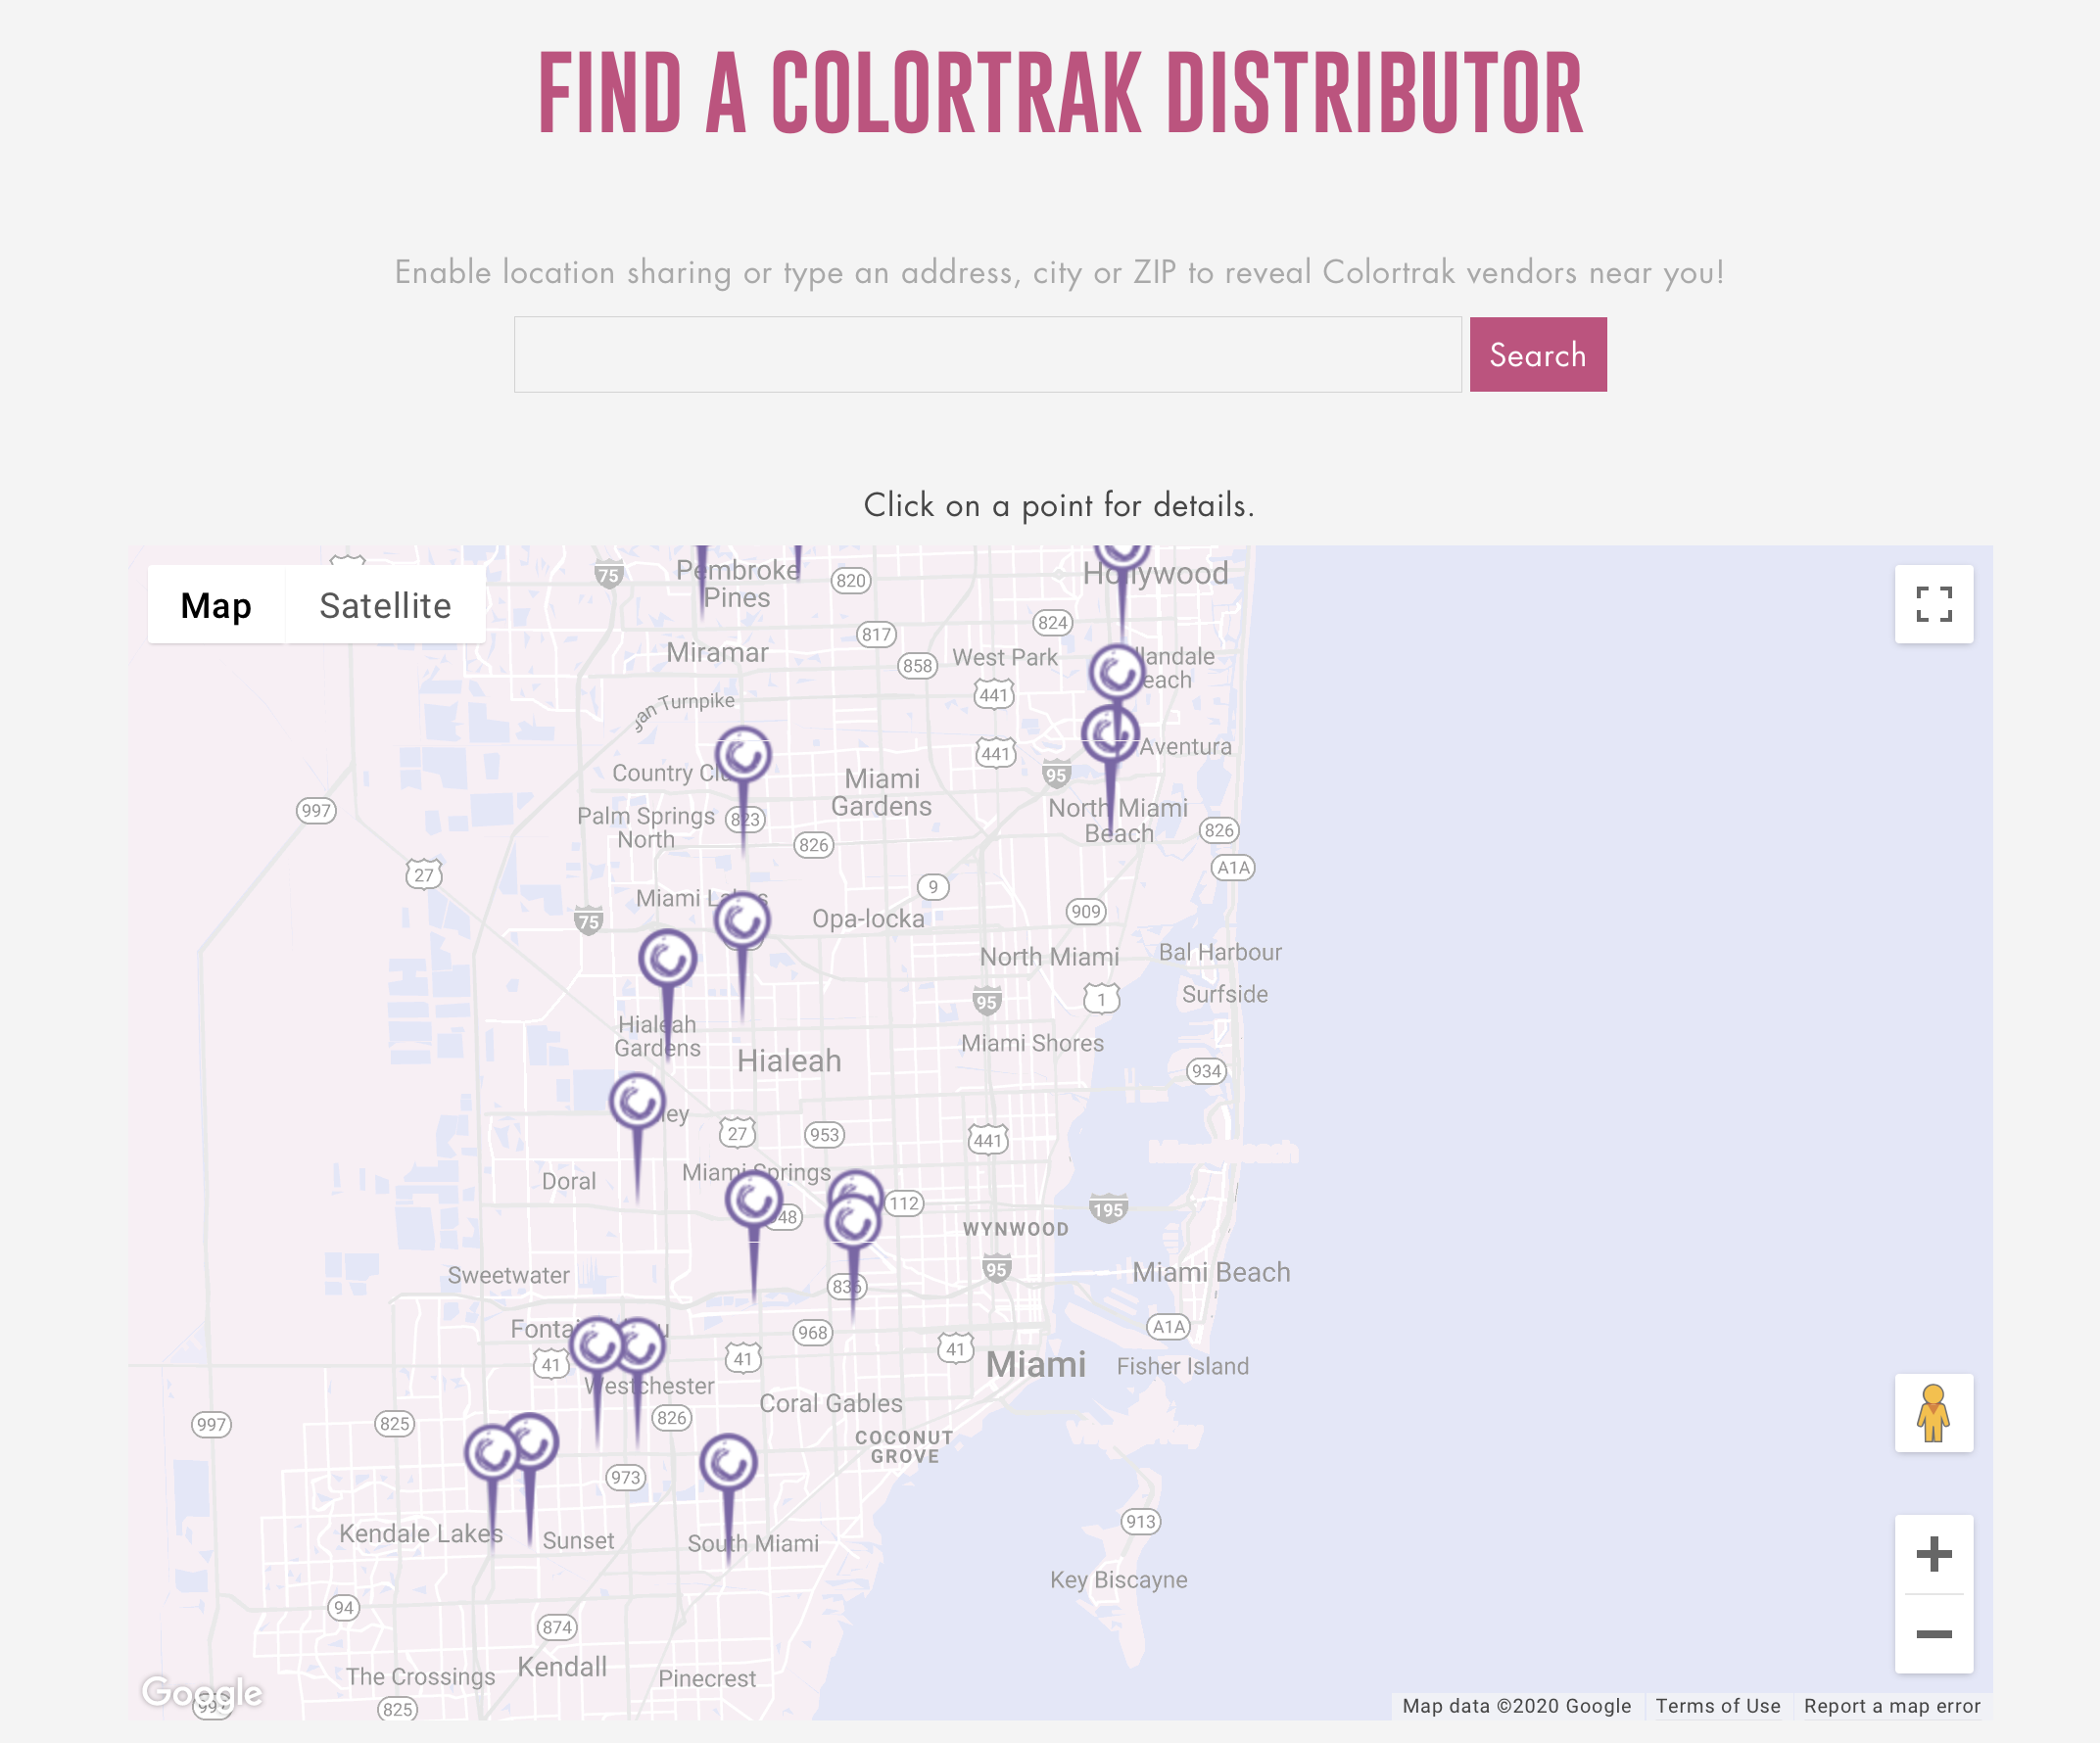 FIND A COLORTRAK DISTRIBUTOR
Enable location sharing or type an address, city or ZIP to reveal Colortrak vendors near you!
Search
Click on a point for details.
Map
Satellite
75
Pembroke
Pines
820
Hollywood
817
824
Miramar
858
West Park
441
Turnpike
Aventura
441
95
Country
Miami
Gardens
997
Palm Springs
North
823
North Miami
Beach
826
826
27
A1A
9
Miami Lakes
75
Opa-locka
909
North Miami
Bal Harbour
Surfside
95
1
Hialeah
Gardens
Hialeah
Miami Shores
934
27
953
441
Miami Springs
Doral
112
195
WYNWOOD
95
Sweetwater
836
Miami Beach
968
A1A
41
41
41
Miami
Fisher Island
Westchester
Coral Gables
997
825
826
COCONUT
GROVE
973
Kendale Lakes
Sunset
South Miami
913
Key Biscayne
94
874
The Crossings
Kendall
Pinecrest
Google
997
825
Map data ©2020 Google
Terms of Use
Report a map error